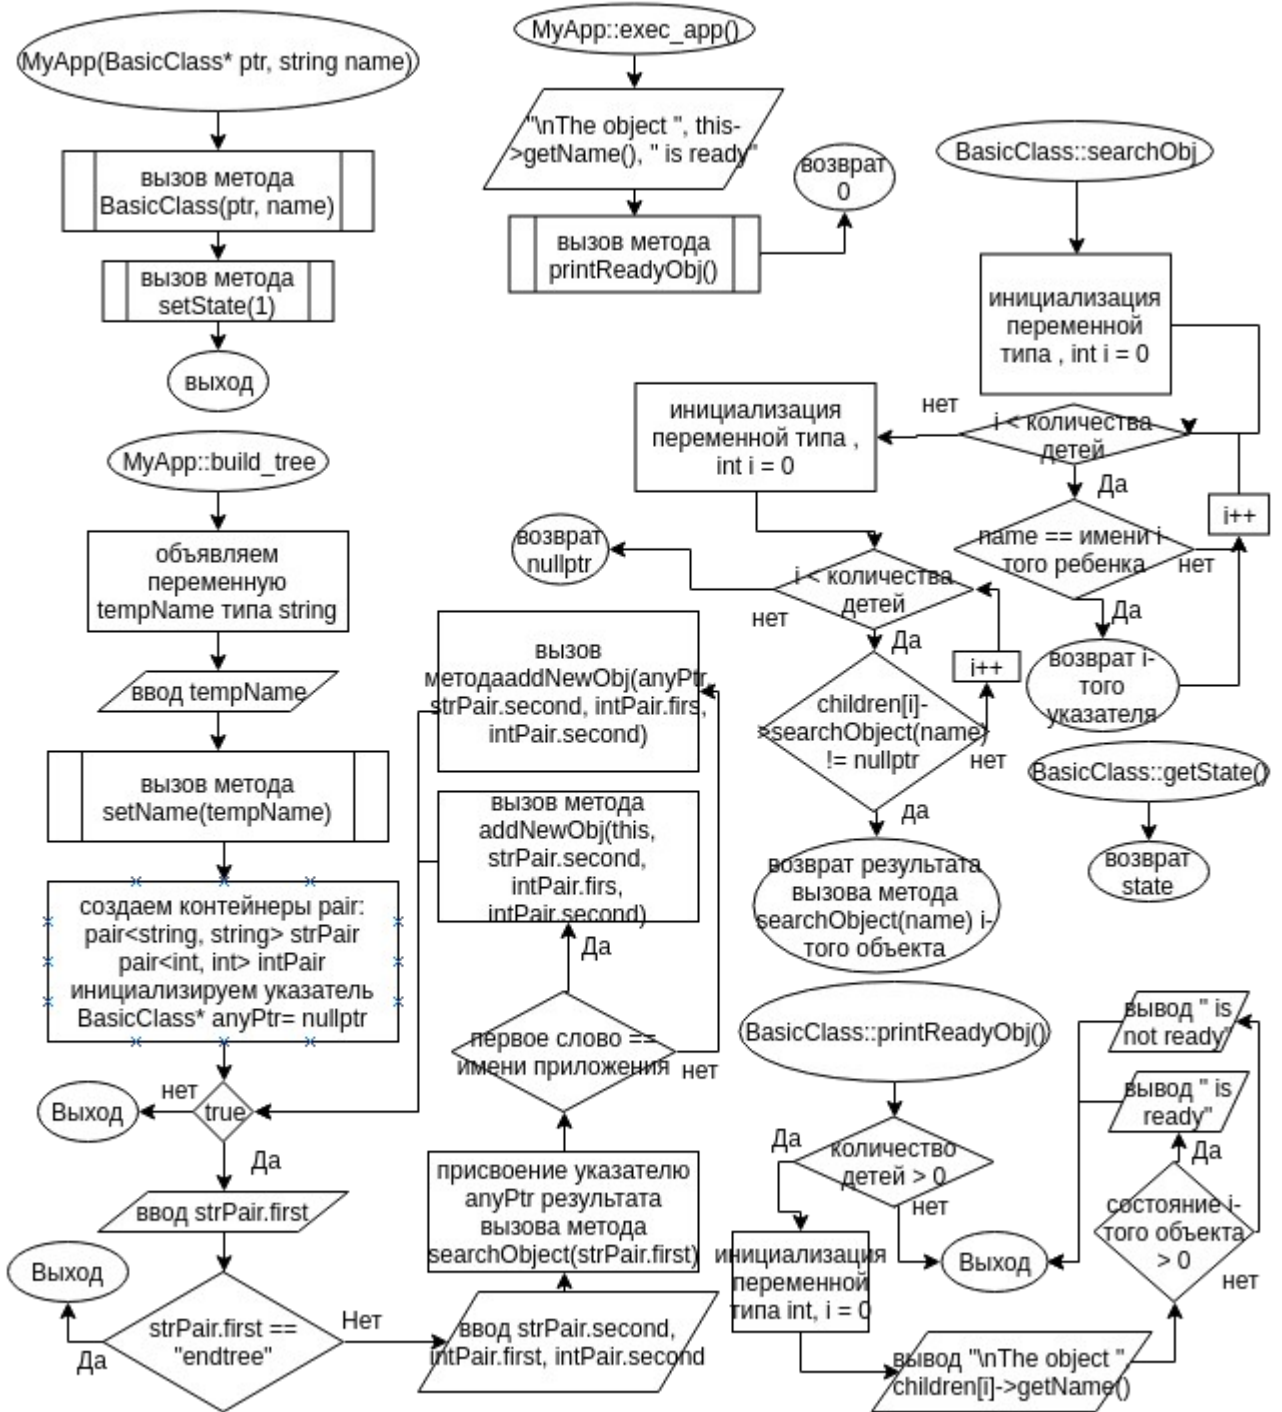 MyApp(BasicClass* ptr, string name)
вызов метода
BasicClass(ptr, name)
вызов метода
setState(1)
выход
MyApp::exec_app()
"\nThe object ", this-
>getName(), " is ready"
вызов метода
printReadyObj()
возврат
0
BasicClass::searchObj
инициализация
переменной
типа , int i = 0
i < количества
детей
нет
Да
name == имени i-
того ребенка
нет
i++
Да
возврат i-
того
указателя
инициализация
переменной типа ,
int i = 0
i < количества
детей
нет
возврат
nullptr
Да
children[i]-
>searchObject(name)
!= nullptr
нет
i++
да
возврат результата
вызова метода
searchObject(name) i-
того объекта
BasicClass::getState()
возврат
state
MyApp::build_tree
объявляем
переменную
tempName типа string
ввод tempName
вызов метода
setName(tempName)
создаем контейнеры pair:
pair<string, string> strPair
pair<int, int> intPair
инициализируем указатель
BasicClass* anyPtr= nullptr
true
нет
Выход
Да
ввод strPair.first
strPair.first ==
"endtree"
Да
Выход
Нет
ввод strPair.second,
intPair.first, intPair.second
присвоение указателю
anyPtr результата
вызова метода
searchObject(strPair.first)
первое слово ==
имени приложения
нет
Да
вызов метода
addNewObj(this,
strPair.second,
intPair.firs,
intPair.second)
вызов
методаaddNewObj(anyPtr,
strPair.second, intPair.firs,
intPair.second)
BasicClass::printReadyObj()
количество
детей > 0
Да
нет
Выход
инициализация
переменной
типа int, i = 0
вывод "\nThe object ",
children[i]->getName()
состояние i-
того объекта
> 0
Да
нет
вывод " is
ready"
вывод " is
not ready"